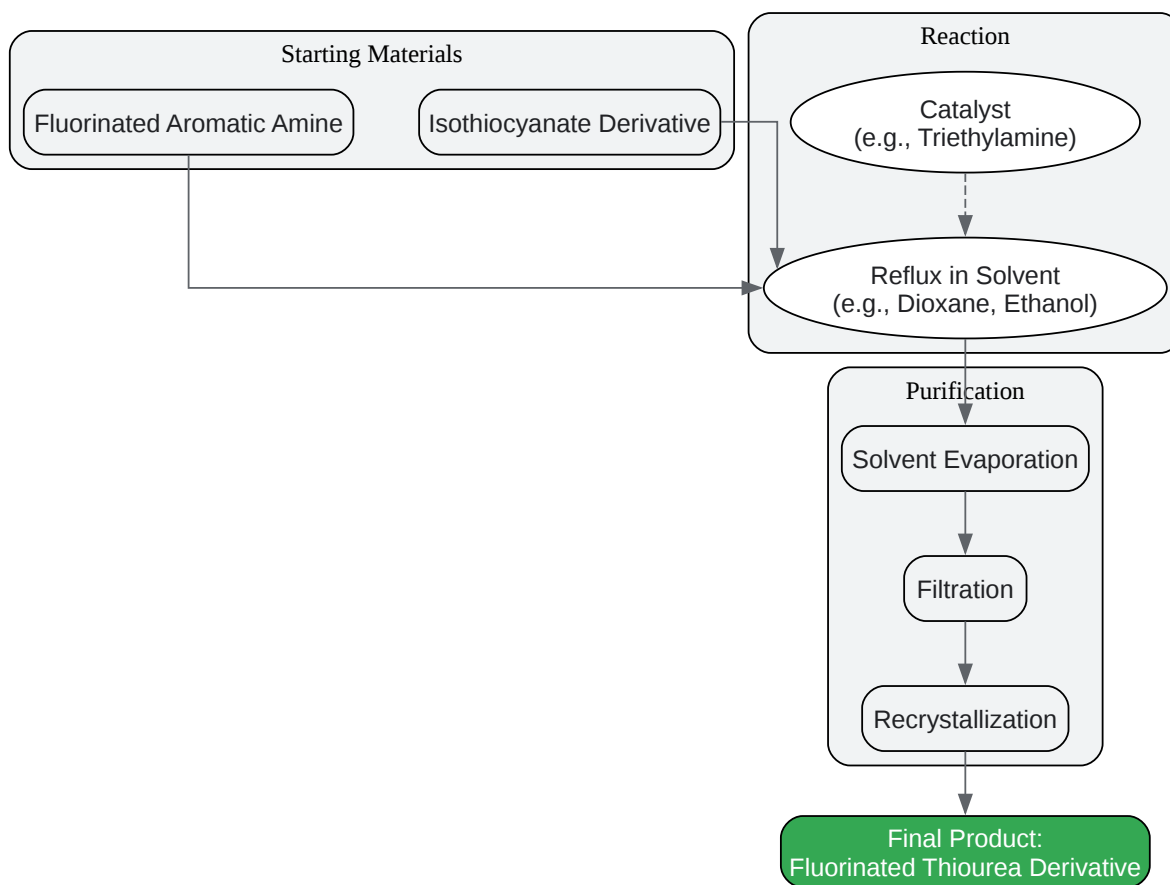 Starting Materials
Fluorinated Aromatic Amine
Isothiocyanate Derivative
Reaction
Catalyst
(e.g., Triethylamine)
Reflux in Solvent
(e.g., Dioxane, Ethanol)
Purification
Solvent Evaporation
Filtration
Recrystallization
Final Product:
Fluorinated Thiourea Derivative